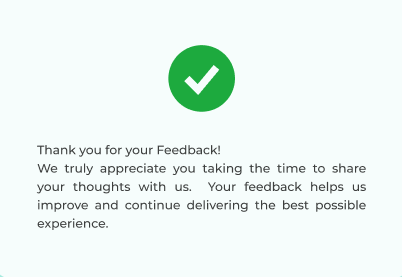 Thank you for your Feedback!
We truly appreciate you taking the time to share
your thoughts with us.  Your feedback helps us
improve and continue delivering the best possible
experience.